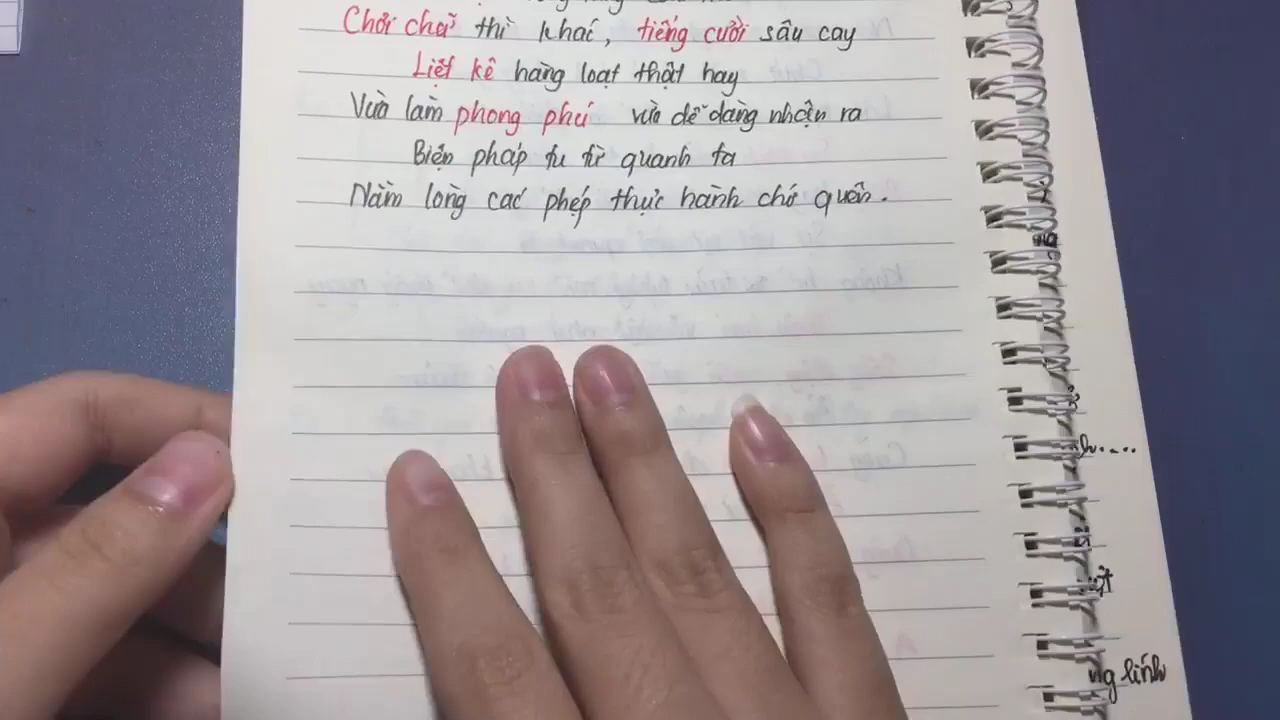 Chơi chữ thì khác, tiếng cười sâu cay
Liệt kê hàng loạt thật hay
Vừa làm phong phú vừa dễ dàng nhận ra
Biện pháp tu từ quanh ta
Nằm lòng các phép thực hành chớ quên.